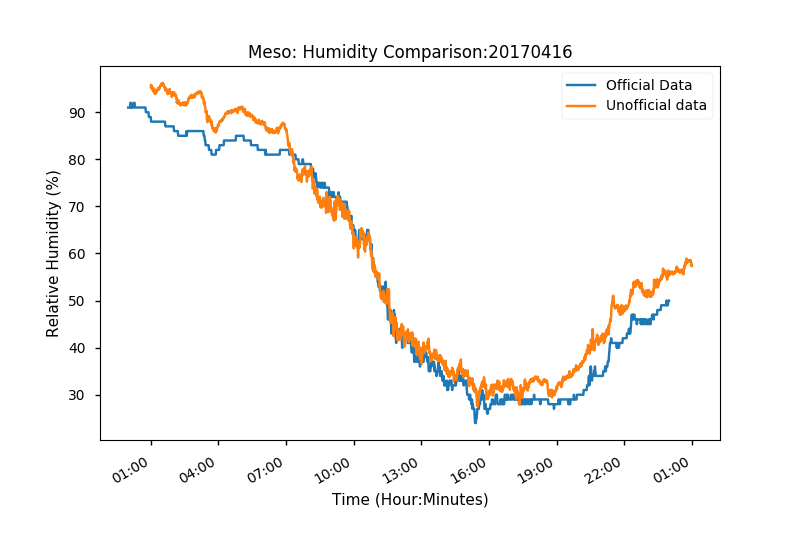 Meso: Humidity Comparison:20170416
Official Data
Unofficial data
Relative Humidity (%)
90
80
70
60
50
40
30
01:00 04:00 07:00 10:00 13:00 16:00 19:00 22:00 01:00
Time (Hour:Minutes)